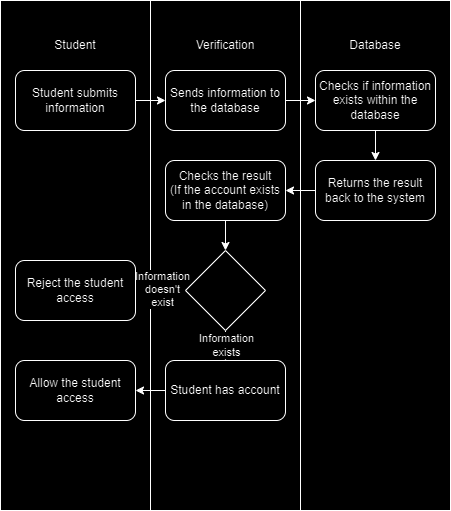 Student
Verification
Database
Student submits
information
Sends information to
the database
Checks if information
exists within the
database
Checks the result
(If the account exists
in the database)
Returns the result
back to the system
Reject the student
access
Information
doesn't
exist
Information
exists
Allow the student
access
Student has account